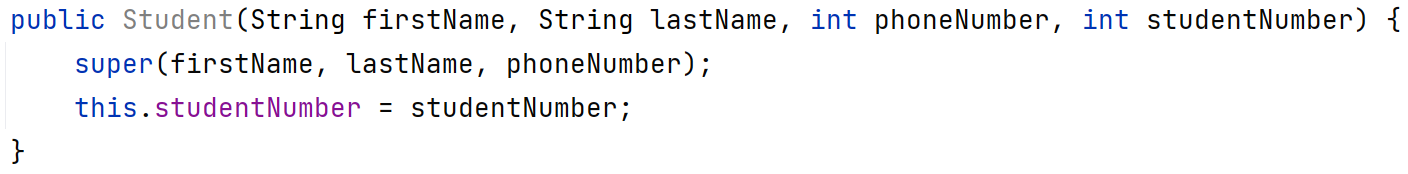 public Student(String firstName, String lastName, int phoneNumber, int studentNumber) {
    super(firstName, lastName, phoneNumber);
    this.studentNumber = studentNumber;
}